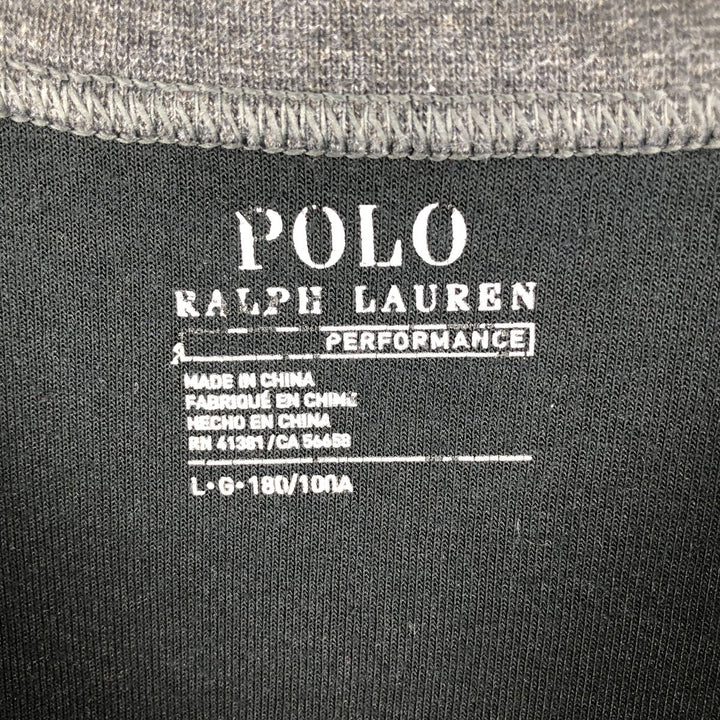 POLO
RALPH LAUREN
PERFORMANCE
MADE IN CHINA
FABRIQUÉ EN CHINE
HECHO EN CHINA
RN 41381/CA 56658
L·G·180/100A